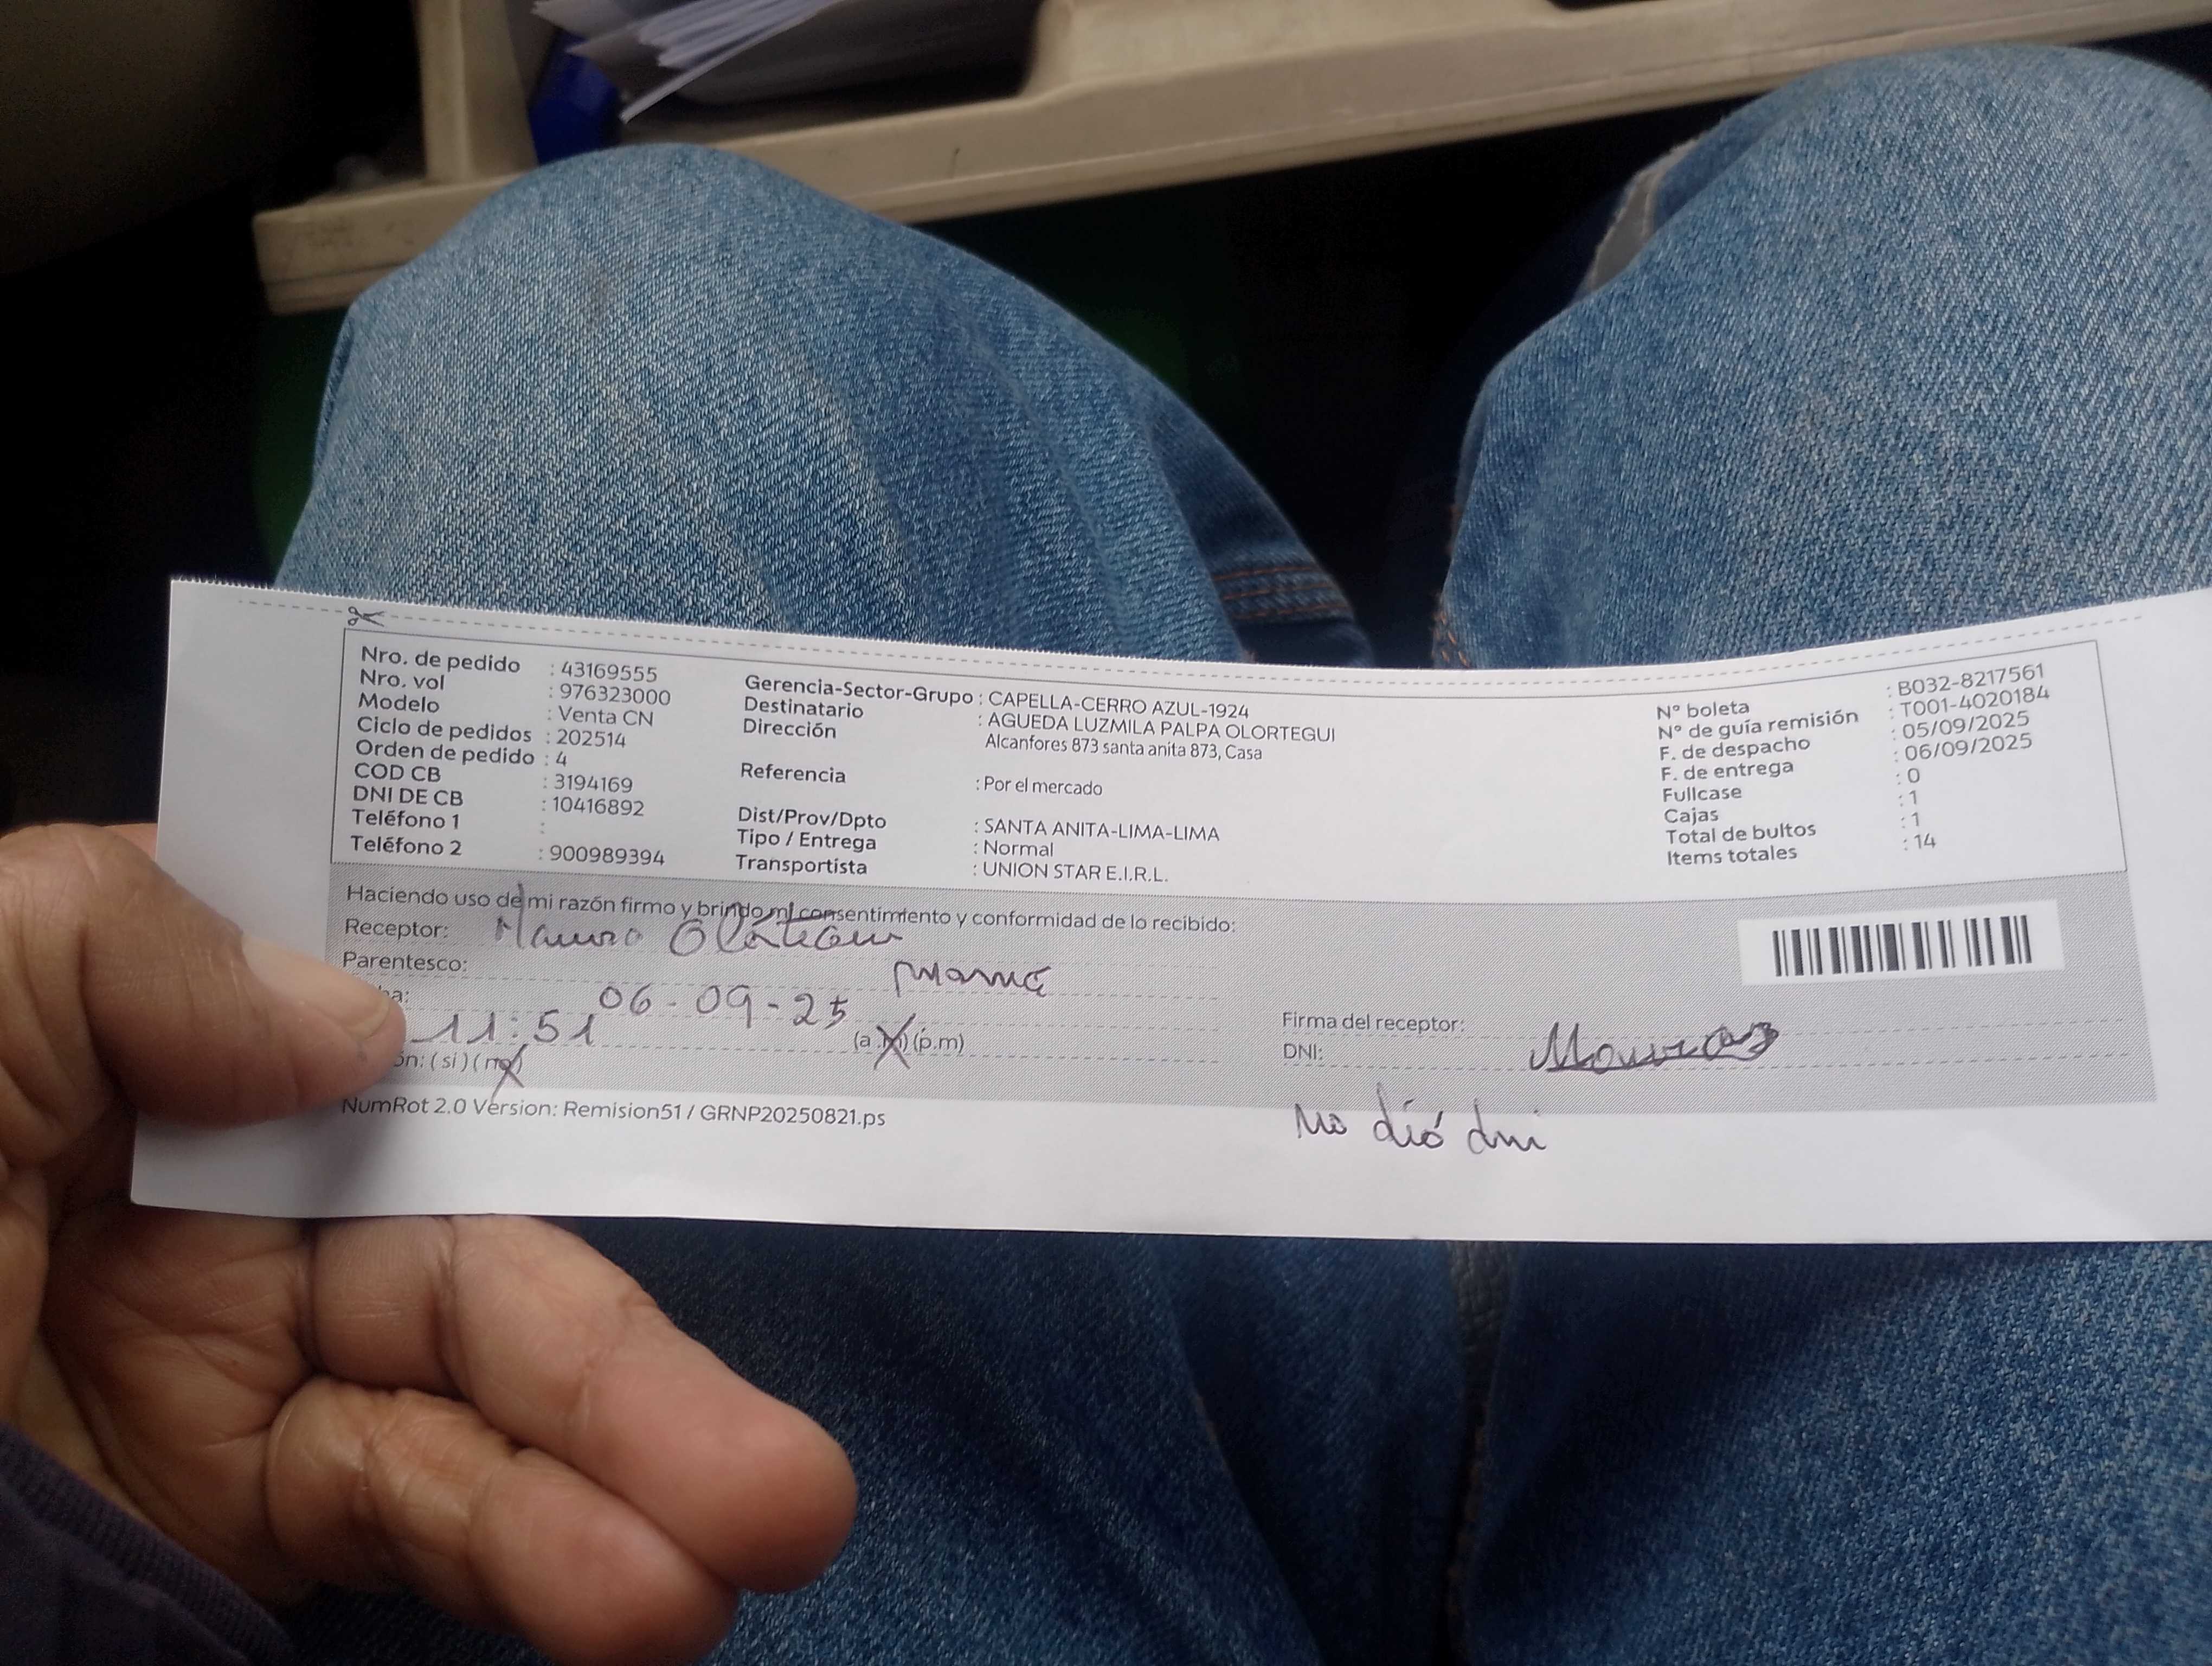 Nro. de pedido : 43169555
Nro. vol : 976323000
Modelo : Venta CN
Ciclo de pedidos : 202514
Orden de pedido : 4
COD CB : 3194169
DNI DE CB : 10416892
Teléfono 1 :
Teléfono 2 : 900989394
Gerencia-Sector-Grupo : CAPELLA-CERRO AZUL-1924
Destinatario : AGUEDA LUZMILA PALPA OLORTEGUI
Dirección Alcanfores 873 santa anita 873, Casa
Referencia : Por el mercado
Dist/Prov/Dpto : SANTA ANITA-LIMA-LIMA
Tipo / Entrega : Normal
Transportista : UNION STAR E.I.R.L.
N° boleta : B032-8217561
N° de guía remisión : T001-4020184
F. de despacho : 05/09/2025
F. de entrega : 06/09/2025
Fullcase : 0
Cajas : 1
Total de bultos : 1
Items totales : 14
Haciendo uso de mi razón firmo y brindo mi consentimiento y conformidad de lo recibido:
Receptor:
Parentesco: mamá
06-09-25
11:51 (a.m) (p.m)
(si) (no)
Firma del receptor:
DNI:
NumRot 2.0 Version: Remision51 / GRNP20250821.ps
No dió dni